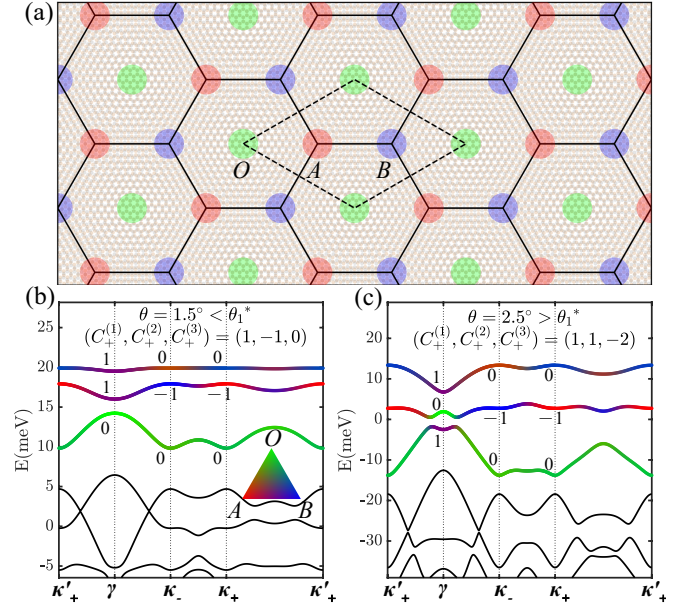 (a)
O A B
(b)
θ = 1.5° < θ₁*
(C₊⁽¹⁾, C₊⁽²⁾, C₊⁽³⁾) = (1, −1, 0)
E(meV)
25
20
15
10
5
0
-5
1 0 0
1 −1 −1
0 0 0
O
A B
κ′₊ γ κ₋ κ₊ κ′₊
(c)
θ = 2.5° > θ₁*
(C₊⁽¹⁾, C₊⁽²⁾, C₊⁽³⁾) = (1, 1, −2)
E(meV)
20
10
0
-10
-20
-30
1 0 0
0 −1 −1
1 0 0
κ′₊ γ κ₋ κ₊ κ′₊